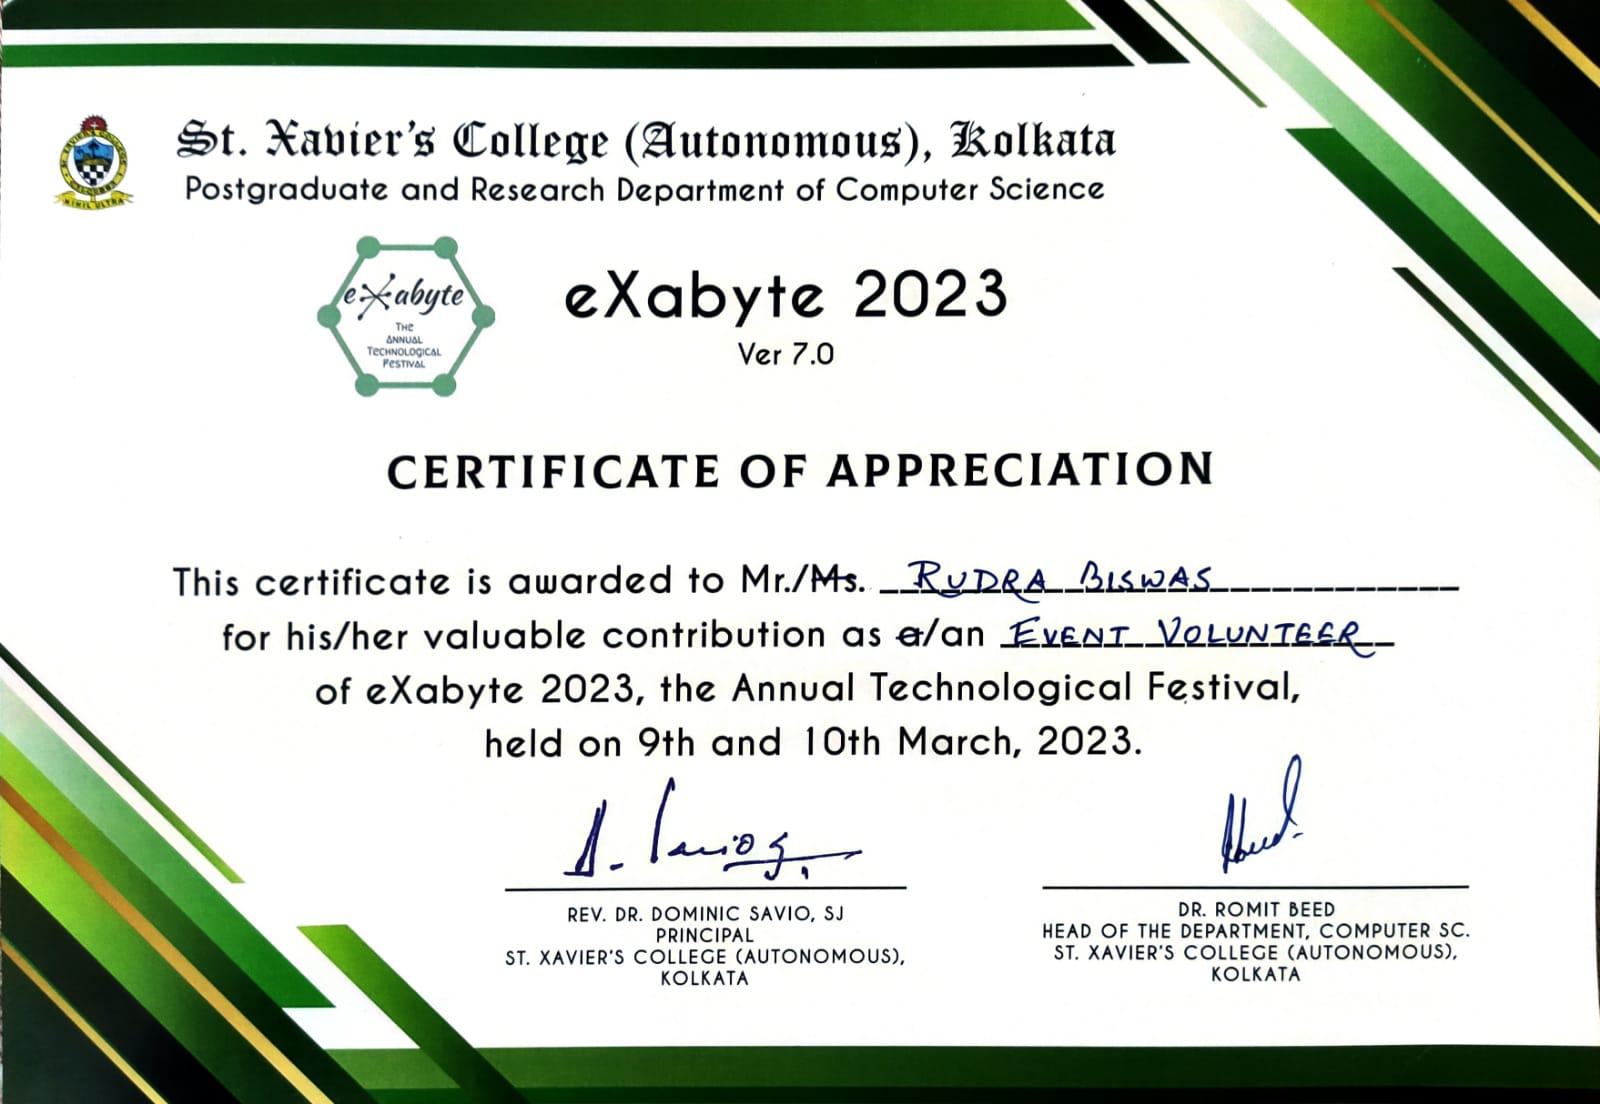 St. Xavier's College (Autonomous), Kolkata
Postgraduate and Research Department of Computer Science
NIHIL ULTRA
eXabyte
THE
ANNUAL
TECHNOLOGICAL
FESTIVAL
eXabyte 2023
Ver 7.0
CERTIFICATE OF APPRECIATION
This certificate is awarded to Mr./Ms. RUDRA BISWAS
for his/her valuable contribution as a/an EVENT VOLUNTEER
of eXabyte 2023, the Annual Technological Festival,
held on 9th and 10th March, 2023.
REV. DR. DOMINIC SAVIO, SJ
PRINCIPAL
ST. XAVIER'S COLLEGE (AUTONOMOUS),
KOLKATA
DR. ROMIT BEED
HEAD OF THE DEPARTMENT, COMPUTER SC.
ST. XAVIER'S COLLEGE (AUTONOMOUS),
KOLKATA